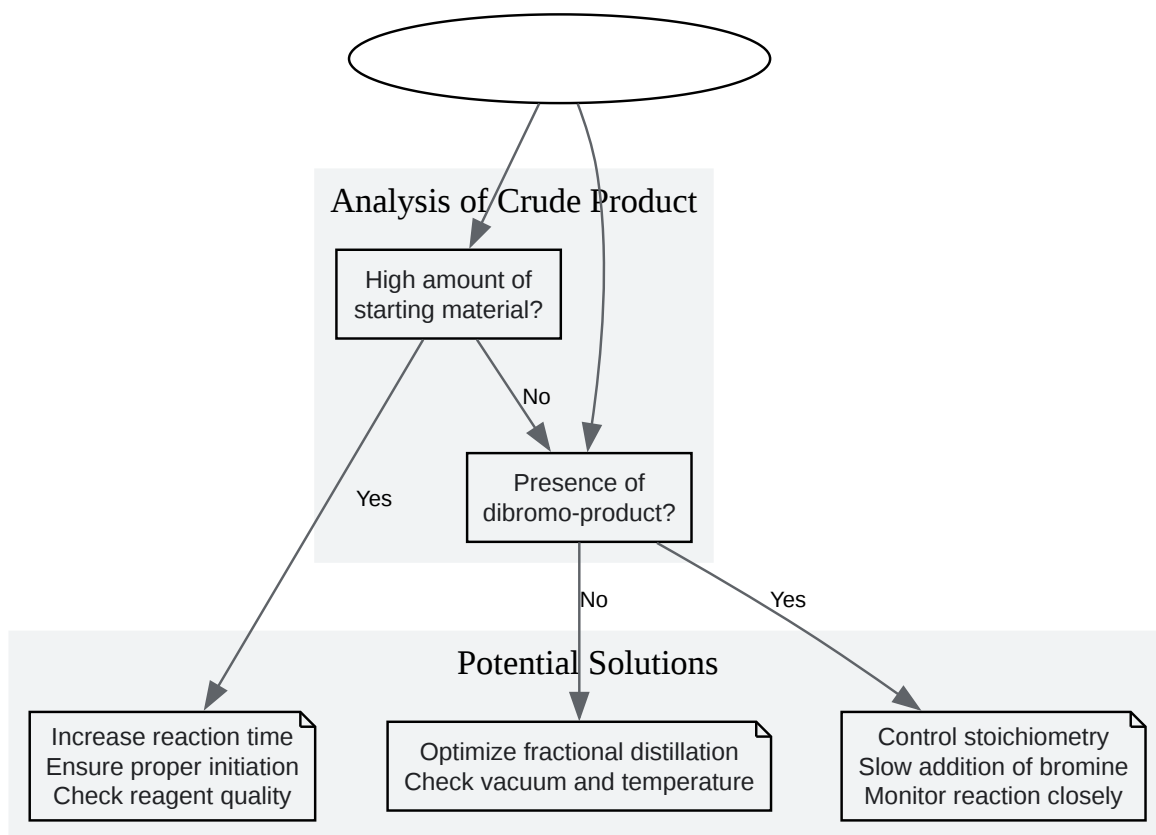 Analysis of Crude Product
High amount of
starting material?
No
Yes
Presence of
dibromo-product?
No
Yes
Potential Solutions
Increase reaction time
Ensure proper initiation
Check reagent quality
Optimize fractional distillation
Check vacuum and temperature
Control stoichiometry
Slow addition of bromine
Monitor reaction closely